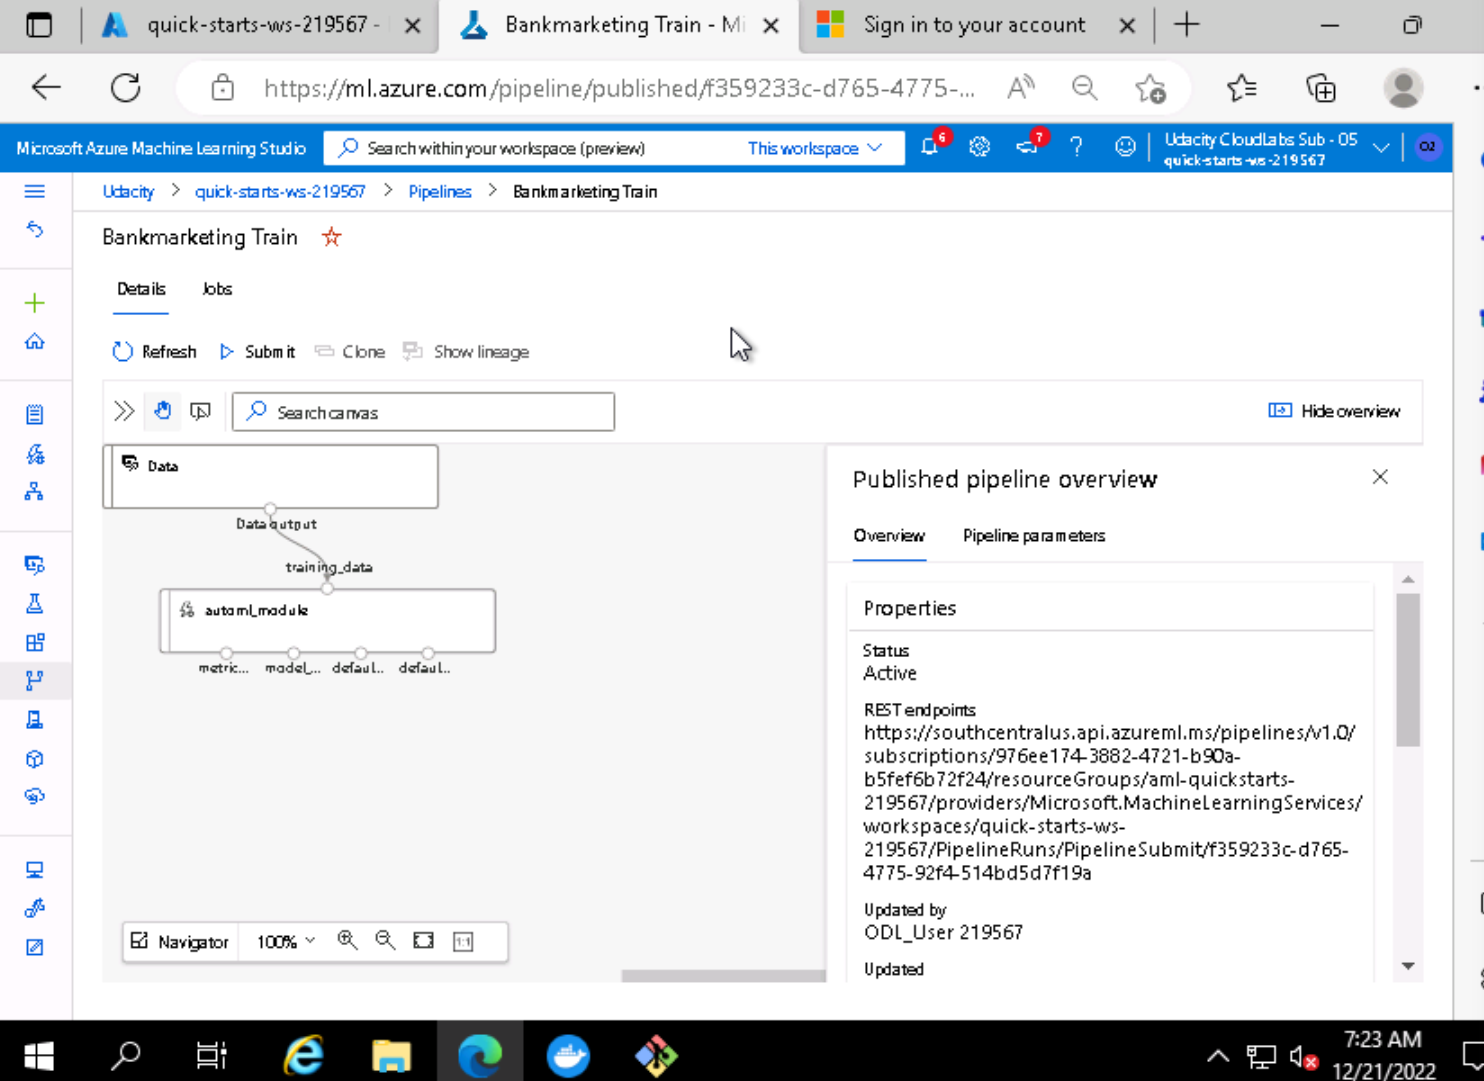 quick-starts-ws-219567 -
Bankmarketing Train - Mi
Sign in to your account
https://ml.azure.com/pipeline/published/f359233c-d765-4775-...
Microsoft Azure Machine Learning Studio
Search within your workspace (preview)
This workspace
6
7
?
Udacity CloudLabs Sub - 05
quick-starts-ws-219567
O2
Udacity > quick-starts-ws-219567 > Pipelines > Bankmarketing Train
Bankmarketing Train
Details
Jobs
Refresh
Submit
Clone
Show lineage
Search canvas
Hide overview
Data
Data output
training_data
automl_module
metric...
model_...
defaul...
defaul...
Navigator
100%
1:1
Published pipeline overview
Overview
Pipeline parameters
Properties
Status
Active
REST endpoints
https://southcentralus.api.azureml.ms/pipelines/v1.0/
subscriptions/976ee174-3882-4721-b90a-
b5fef6b72f24/resourceGroups/aml-quickstarts-
219567/providers/Microsoft.MachineLearningServices/
workspaces/quick-starts-ws-
219567/PipelineRuns/PipelineSubmit/f359233c-d765-
4775-92f4-514bd5d7f19a
Updated by
ODL_User 219567
Updated
7:23 AM
12/21/2022